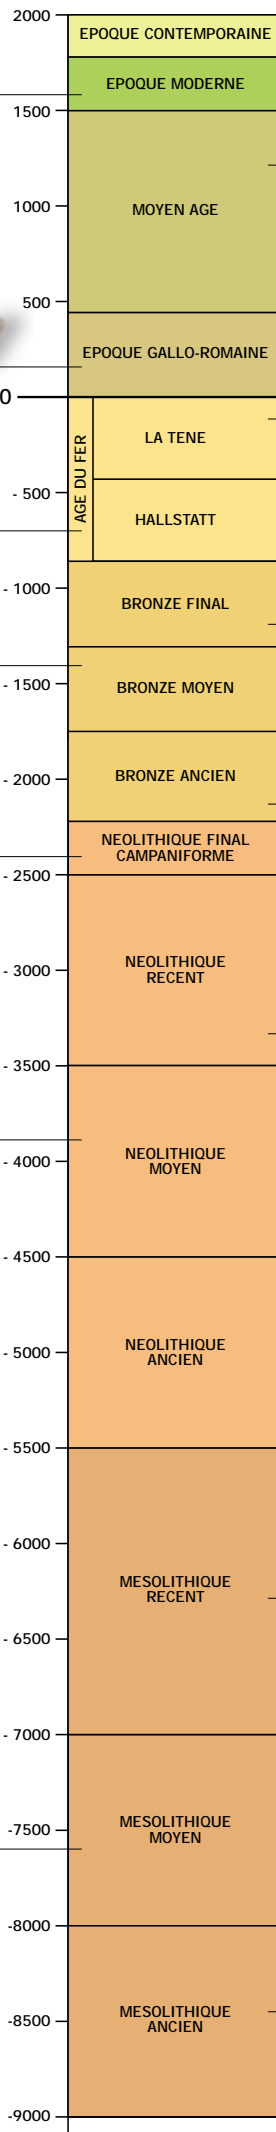 2000
EPOQUE CONTEMPORAINE
EPOQUE MODERNE
1500
1000
MOYEN AGE
500
EPOQUE GALLO-ROMAINE
0
AGE DU FER
LA TENE
- 500
HALLSTATT
- 1000
BRONZE FINAL
- 1500
BRONZE MOYEN
- 2000
BRONZE ANCIEN
NEOLITHIQUE FINAL
CAMPANIFORME
- 2500
- 3000
NEOLITHIQUE
RECENT
- 3500
- 4000
NEOLITHIQUE
MOYEN
- 4500
- 5000
NEOLITHIQUE
ANCIEN
- 5500
- 6000
MESOLITHIQUE
RECENT
- 6500
- 7000
-7500
MESOLITHIQUE
MOYEN
-8000
-8500
MESOLITHIQUE
ANCIEN
-9000